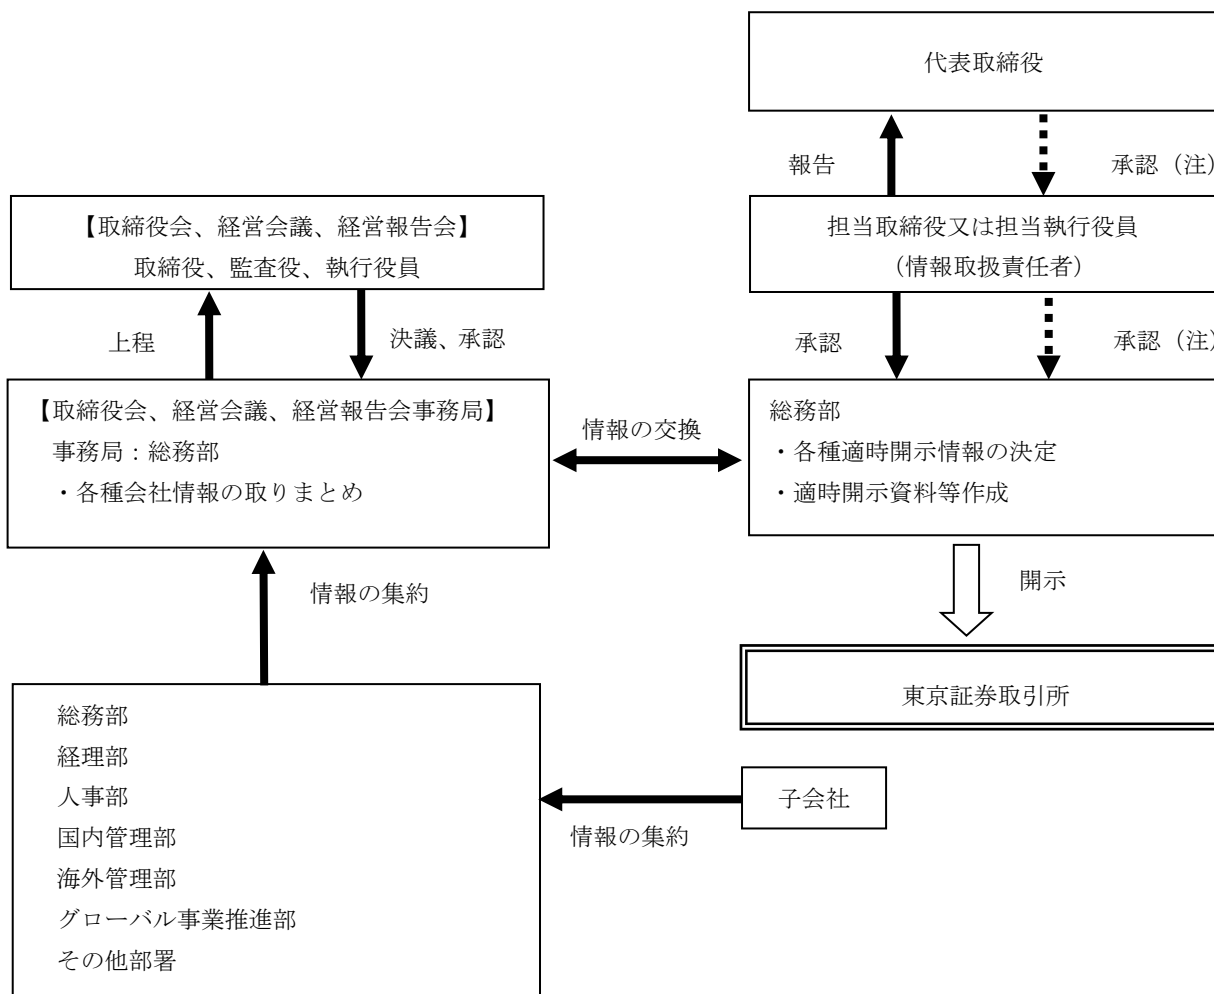 代表取締役
報告
承認（注）
【取締役会、経営会議、経営報告会】
取締役、監査役、執行役員
担当取締役又は担当執行役員
（情報取扱責任者）
上程
決議、承認
承認
承認（注）
【取締役会、経営会議、経営報告会事務局】
事務局：総務部
・各種会社情報の取りまとめ
情報の交換
総務部
・各種適時開示情報の決定
・適時開示資料等作成
情報の集約
開示
東京証券取引所
総務部
経理部
人事部
国内管理部
海外管理部
グローバル事業推進部
その他部署
子会社
情報の集約